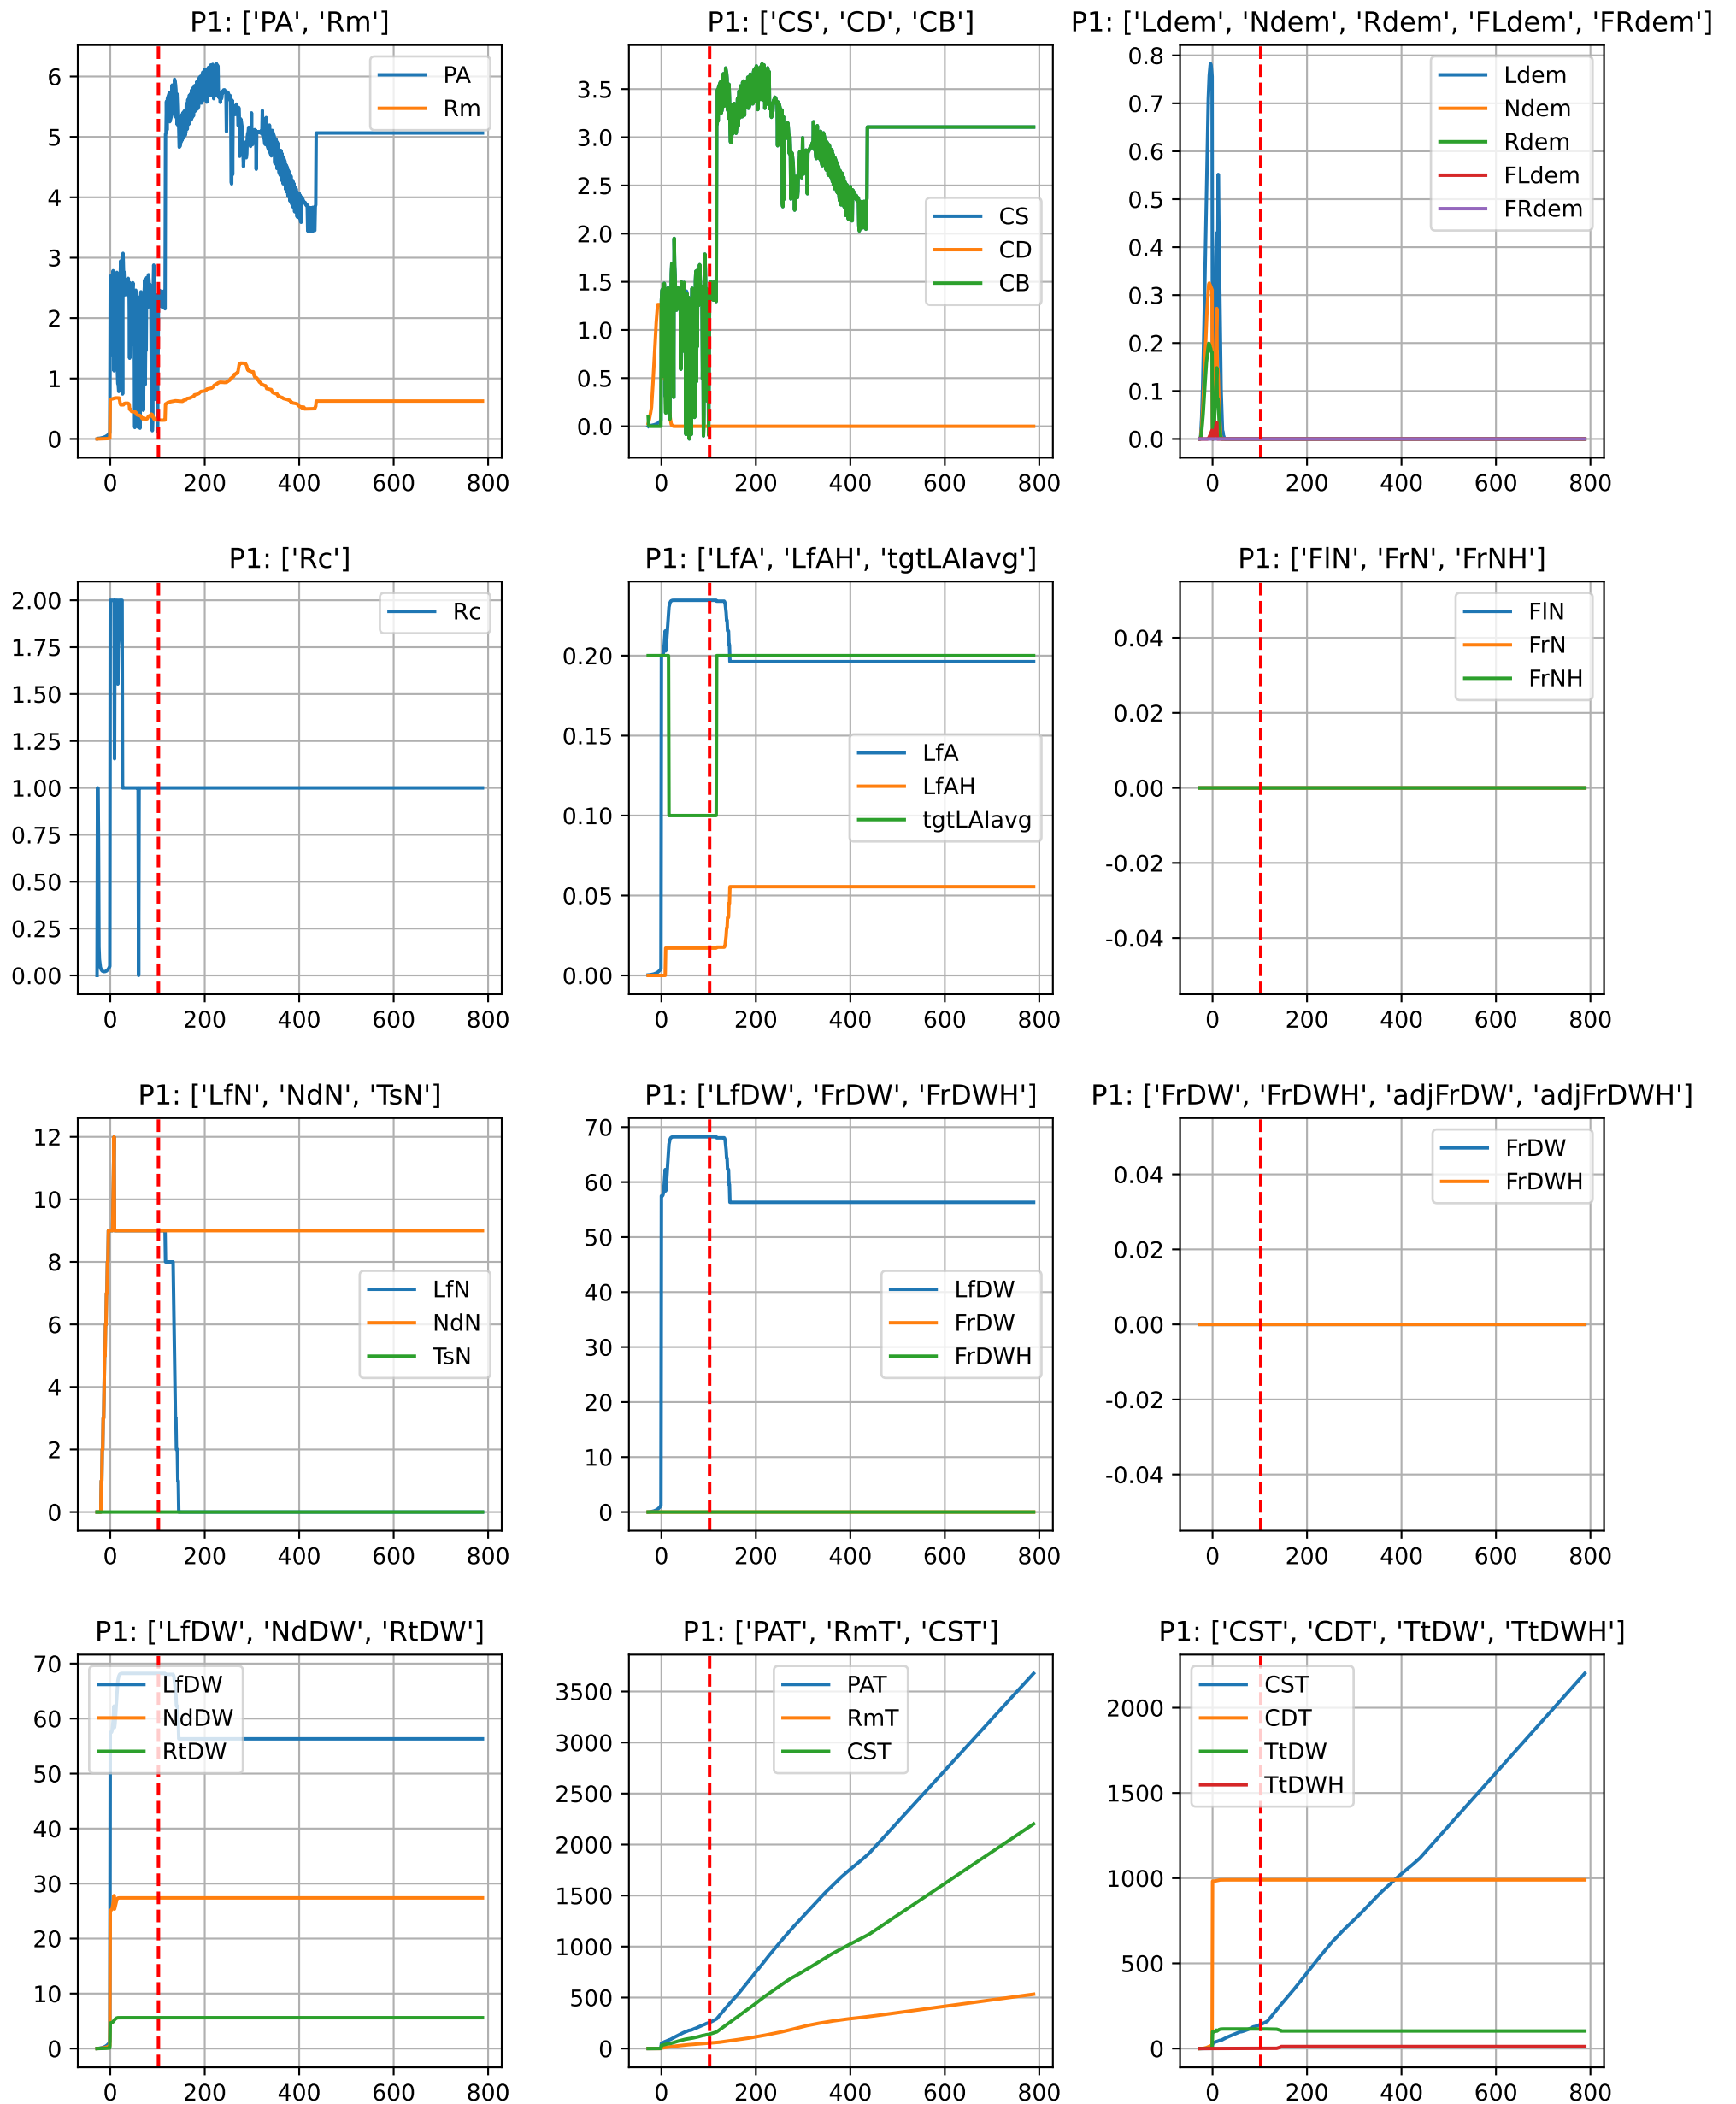 P1: ['PA', 'Rm']
6
5
4
3
2
1
0
PA
Rm
0 200 400 600 800
P1: ['CS', 'CD', 'CB']
3.5
3.0
2.5
2.0
1.5
1.0
0.5
0.0
CS
CD
CB
0 200 400 600 800
P1: ['Ldem', 'Ndem', 'Rdem', 'FLdem', 'FRdem']
0.8
0.7
0.6
0.5
0.4
0.3
0.2
0.1
0.0
Ldem
Ndem
Rdem
FLdem
FRdem
0 200 400 600 800
P1: ['Rc']
2.00
1.75
1.50
1.25
1.00
0.75
0.50
0.25
0.00
Rc
0 200 400 600 800
P1: ['LfA', 'LfAH', 'tgtLAIavg']
0.20
0.15
0.10
0.05
0.00
LfA
LfAH
tgtLAIavg
0 200 400 600 800
P1: ['FlN', 'FrN', 'FrNH']
0.04
0.02
0.00
-0.02
-0.04
FlN
FrN
FrNH
0 200 400 600 800
P1: ['LfN', 'NdN', 'TsN']
12
10
8
6
4
2
0
LfN
NdN
TsN
0 200 400 600 800
P1: ['LfDW', 'FrDW', 'FrDWH']
70
60
50
40
30
20
10
0
LfDW
FrDW
FrDWH
0 200 400 600 800
P1: ['FrDW', 'FrDWH', 'adjFrDW', 'adjFrDWH']
0.04
0.02
0.00
-0.02
-0.04
FrDW
FrDWH
0 200 400 600 800
P1: ['LfDW', 'NdDW', 'RtDW']
70
60
50
40
30
20
10
0
LfDW
NdDW
RtDW
0 200 400 600 800
P1: ['PAT', 'RmT', 'CST']
3500
3000
2500
2000
1500
1000
500
0
PAT
RmT
CST
0 200 400 600 800
P1: ['CST', 'CDT', 'TtDW', 'TtDWH']
2000
1500
1000
500
0
CST
CDT
TtDW
TtDWH
0 200 400 600 800